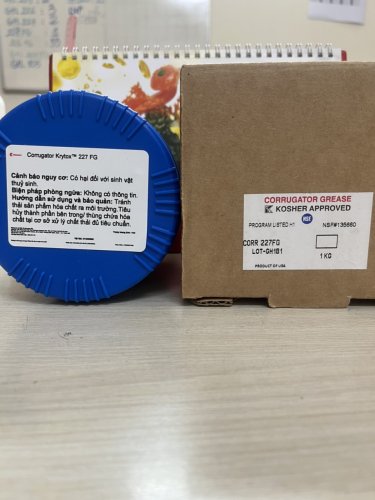 Corrugator Krytox™ 227 FG
Cảnh báo nguy cơ: Có hại đối với sinh vật
thuỷ sinh.
Biện pháp phòng ngừa: Không có thông tin.
Hướng dẫn sử dụng và bảo quản: Tránh
thải sản phẩm hóa chất ra môi trường.Tiêu
hủy thành phần bên trong/ thùng chứa hóa
chất tại cơ sở xử lý chất thải đủ tiêu chuẩn.
CORRUGATOR GREASE
KOSHER APPROVED
NSF
PROGRAM LISTED H1 NSF#135660
CORR 227FG
LOT-GH181
1 KG
PRODUCT OF USA